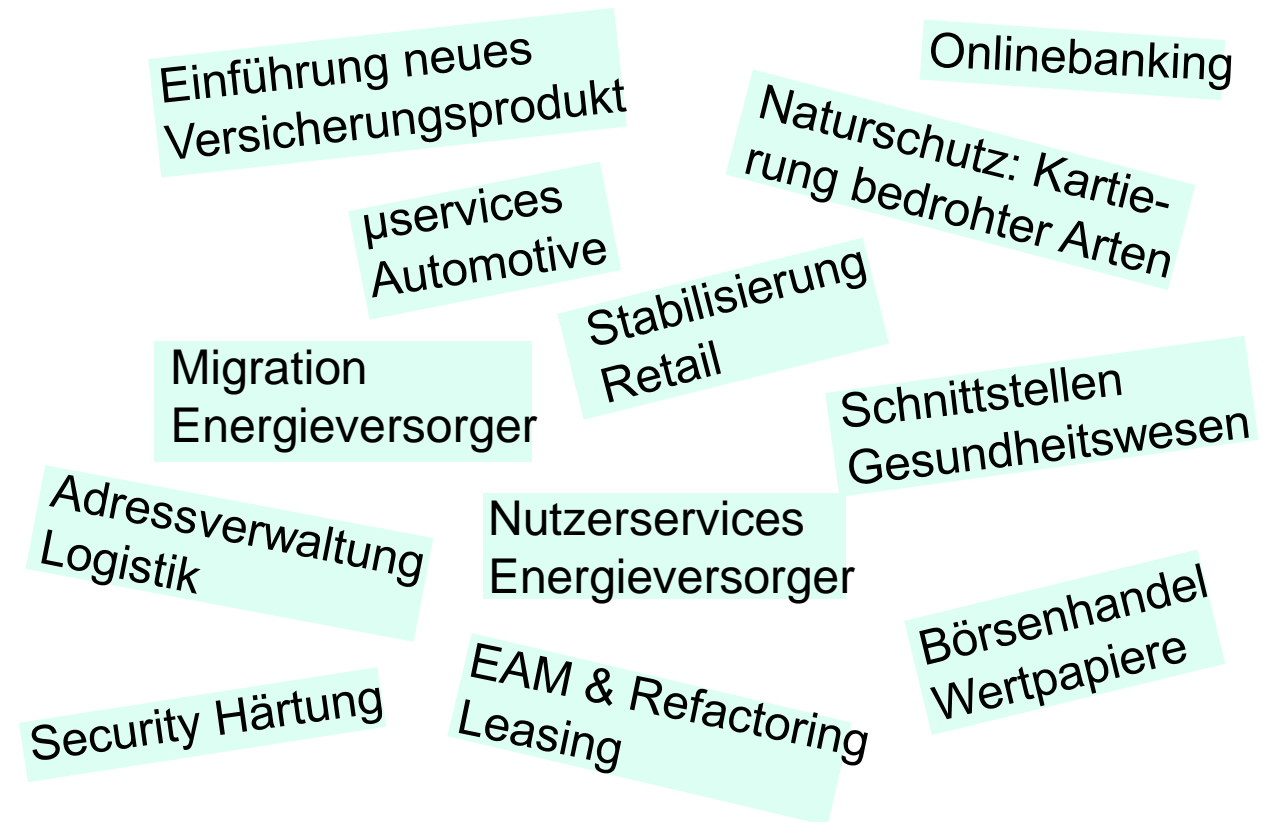 Einführung neues
Versicherungsprodukt
Onlinebanking
Naturschutz: Kartie-
rung bedrohter Arten
µservices
Automotive
Stabilisierung
Retail
Migration
Energieversorger
Schnittstellen
Gesundheitswesen
Adressverwaltung
Logistik
Nutzerservices
Energieversorger
Börsenhandel
Wertpapiere
EAM & Refactoring
Leasing
Security Härtung